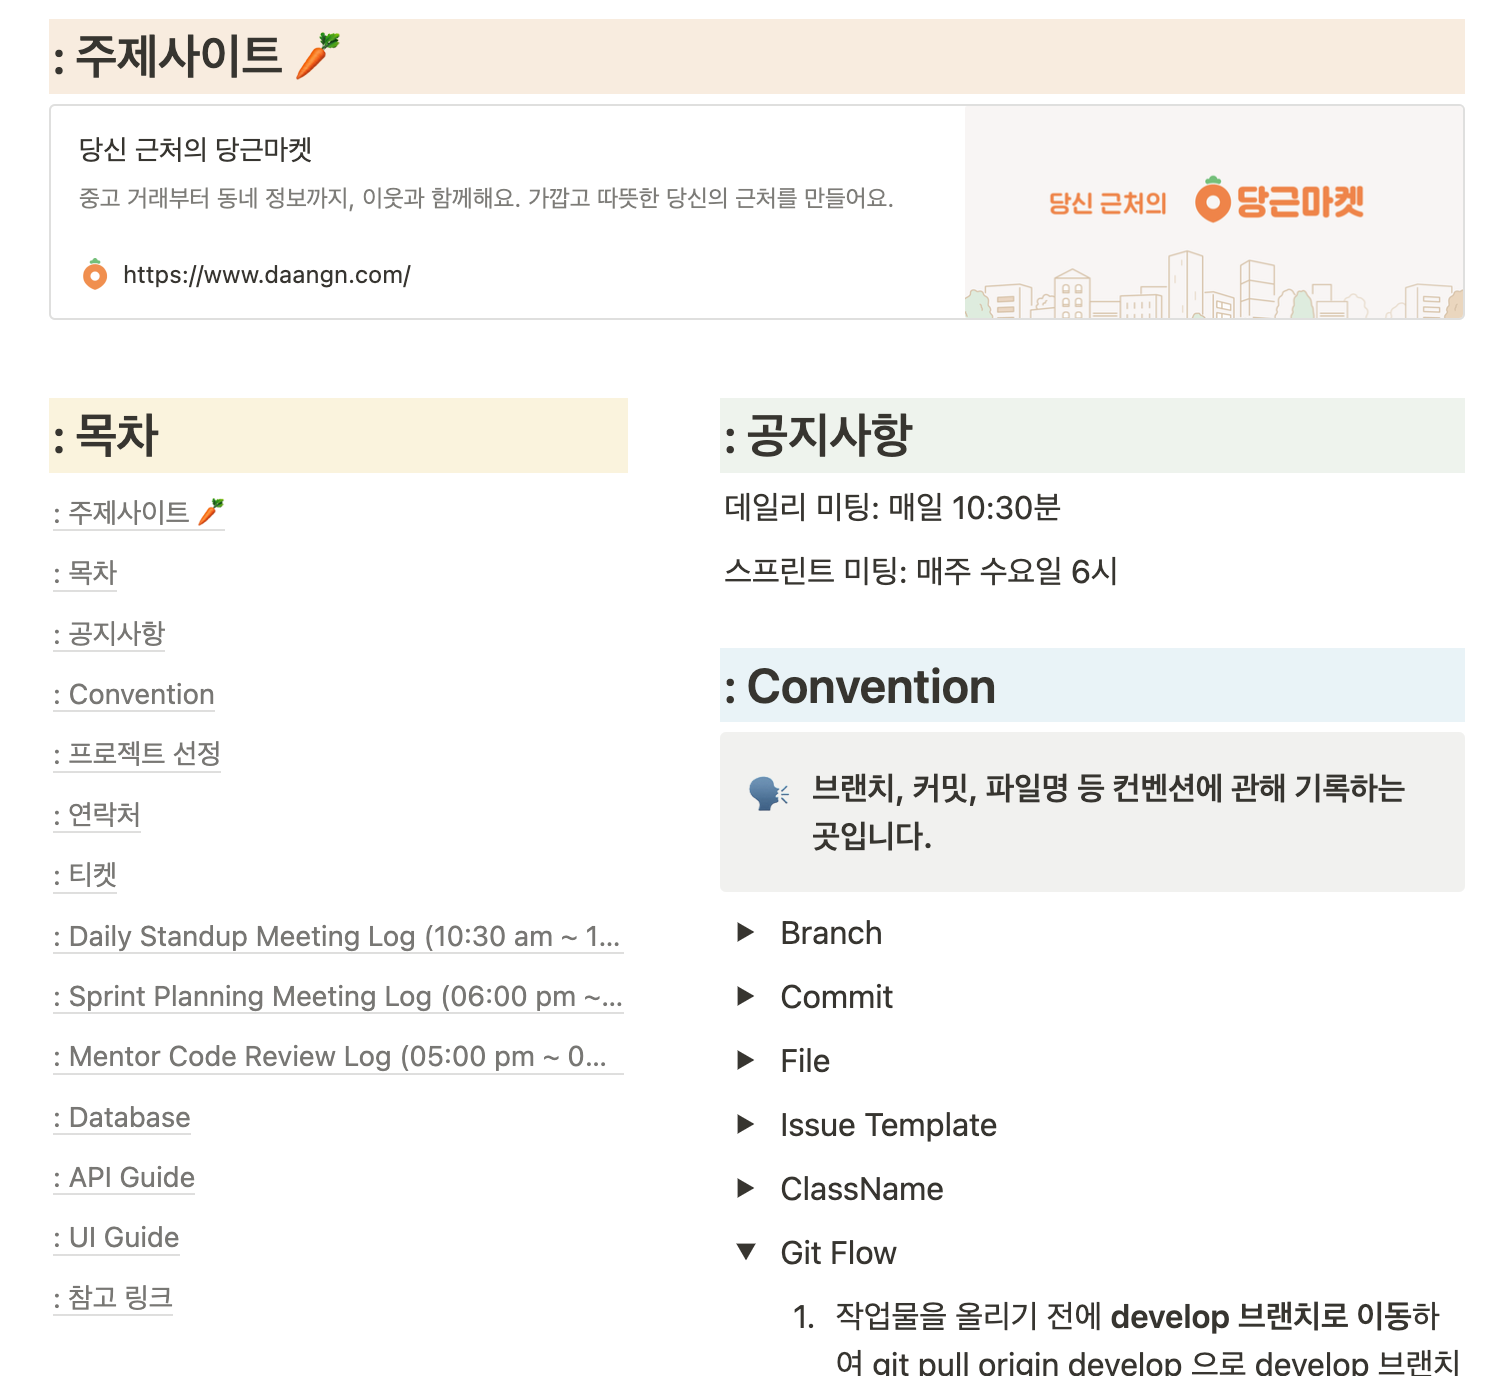 : 주제사이트 🥕
당신 근처의 당근마켓
중고 거래부터 동네 정보까지, 이웃과 함께해요. 가깝고 따뜻한 당신의 근처를 만들어요.
https://www.daangn.com/
당신 근처의 당근마켓
: 목차
: 주제사이트 🥕
: 목차
: 공지사항
: Convention
: 프로젝트 선정
: 연락처
: 티켓
: Daily Standup Meeting Log (10:30 am ~ 1...
: Sprint Planning Meeting Log (06:00 pm ~...
: Mentor Code Review Log (05:00 pm ~ 0...
: Database
: API Guide
: UI Guide
: 참고 링크
: 공지사항
데일리 미팅: 매일 10:30분
스프린트 미팅: 매주 수요일 6시
: Convention
🗣 브랜치, 커밋, 파일명 등 컨벤션에 관해 기록하는
곳입니다.
▶ Branch
▶ Commit
▶ File
▶ Issue Template
▶ ClassName
▼ Git Flow
1. 작업물을 올리기 전에 develop 브랜치로 이동하
여 git pull origin develop 으로 develop 브랜치